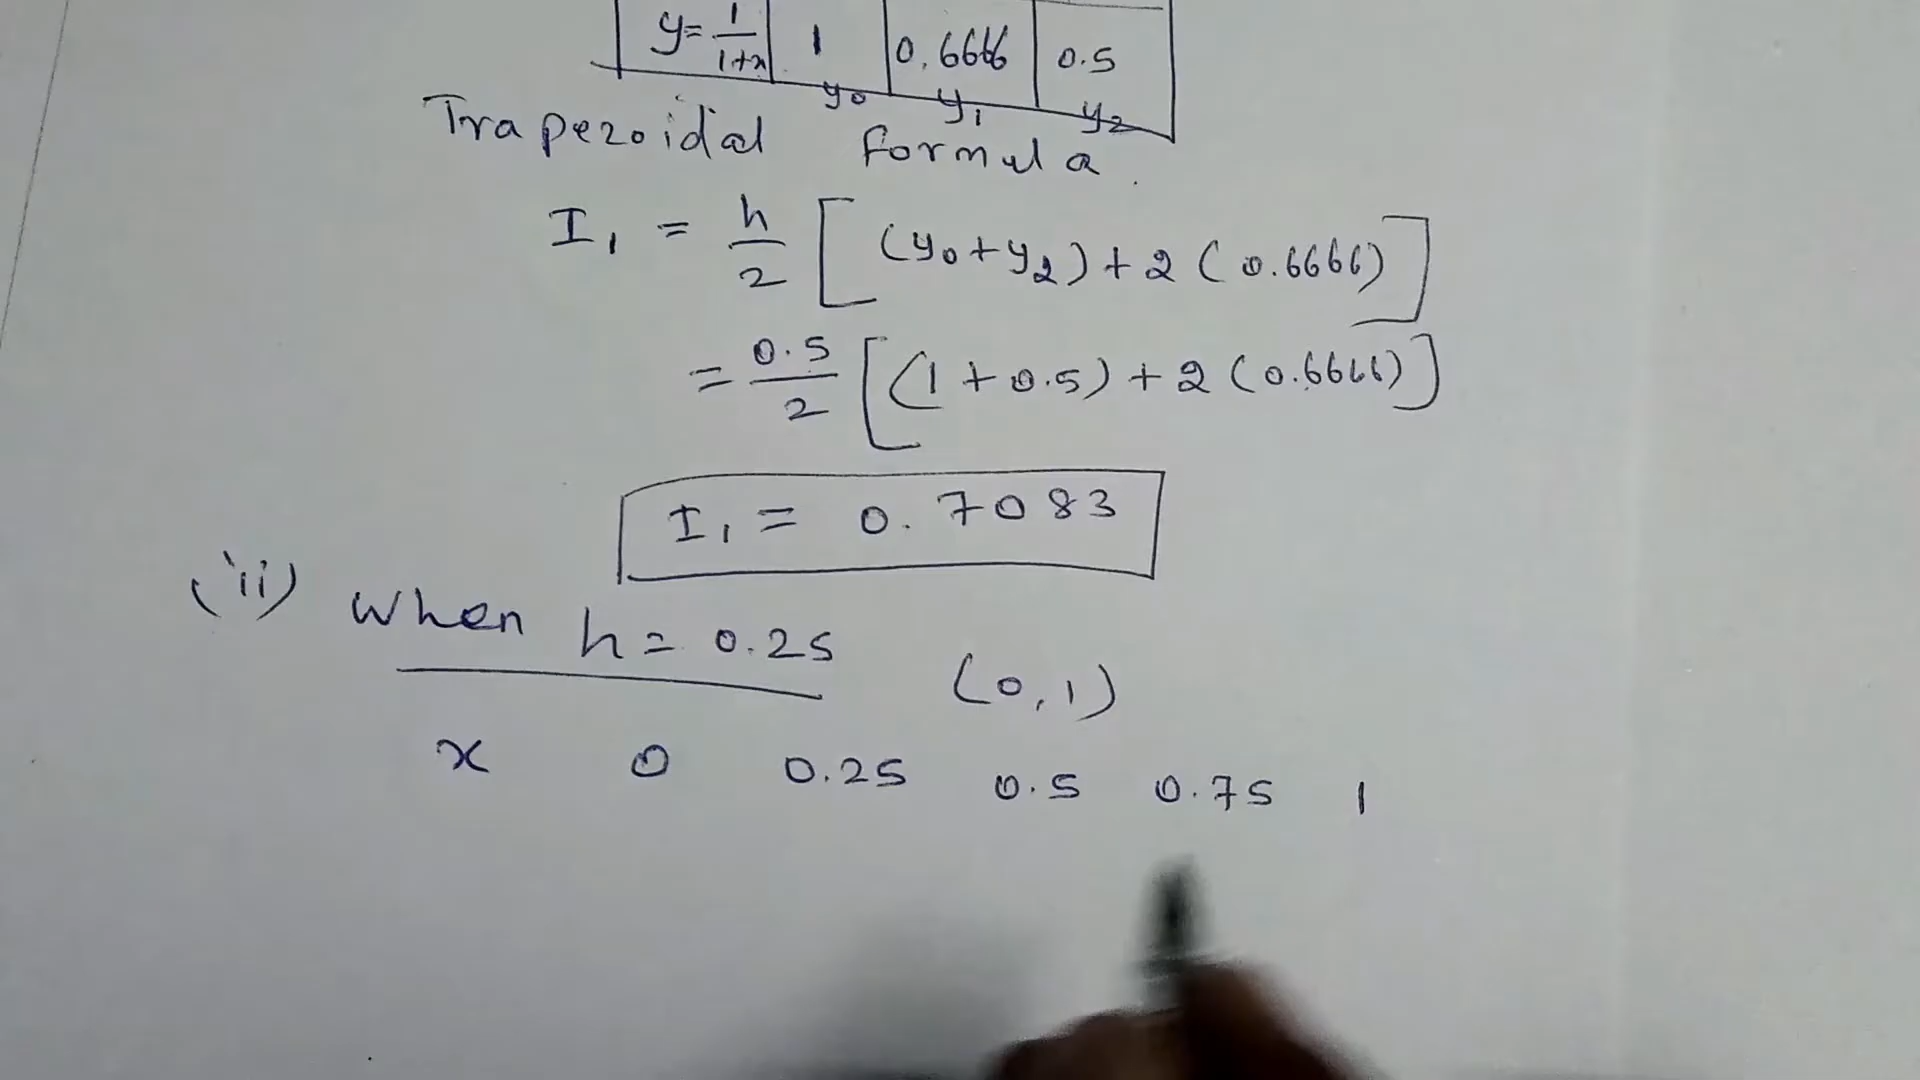 y=1/1+x 1 0.6666 0.5
y0 y1 y2
Trapezoidal formula
I1 = h/2 [(y0+y2)+2(0.6666)]
= 0.5/2 [(1+0.5)+2(0.6666)]
I1 = 0.7083
(ii) when h=0.25 (0,1)
x 0 0.25 0.5 0.75 1